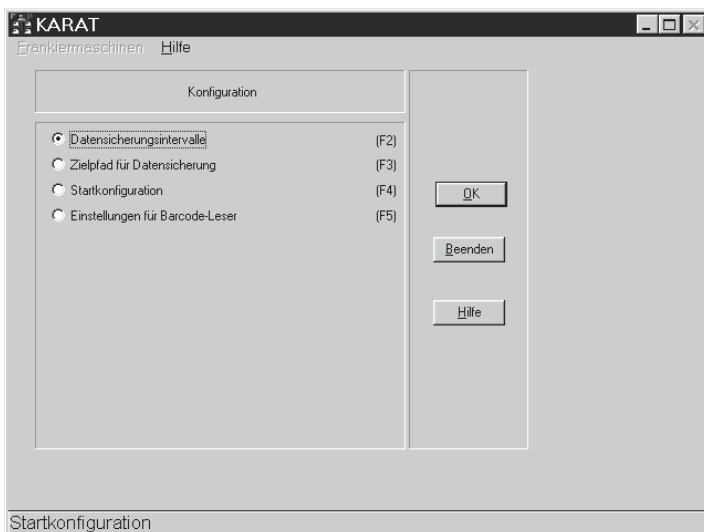 KARAT
Frankiermaschinen Hilfe
Konfiguration
Datensicherungsintervalle (F2)
Zielpfad für Datensicherung (F3)
Startkonfiguration (F4)
Einstellungen für Barcode-Leser (F5)
OK
Beenden
Hilfe
Startkonfiguration